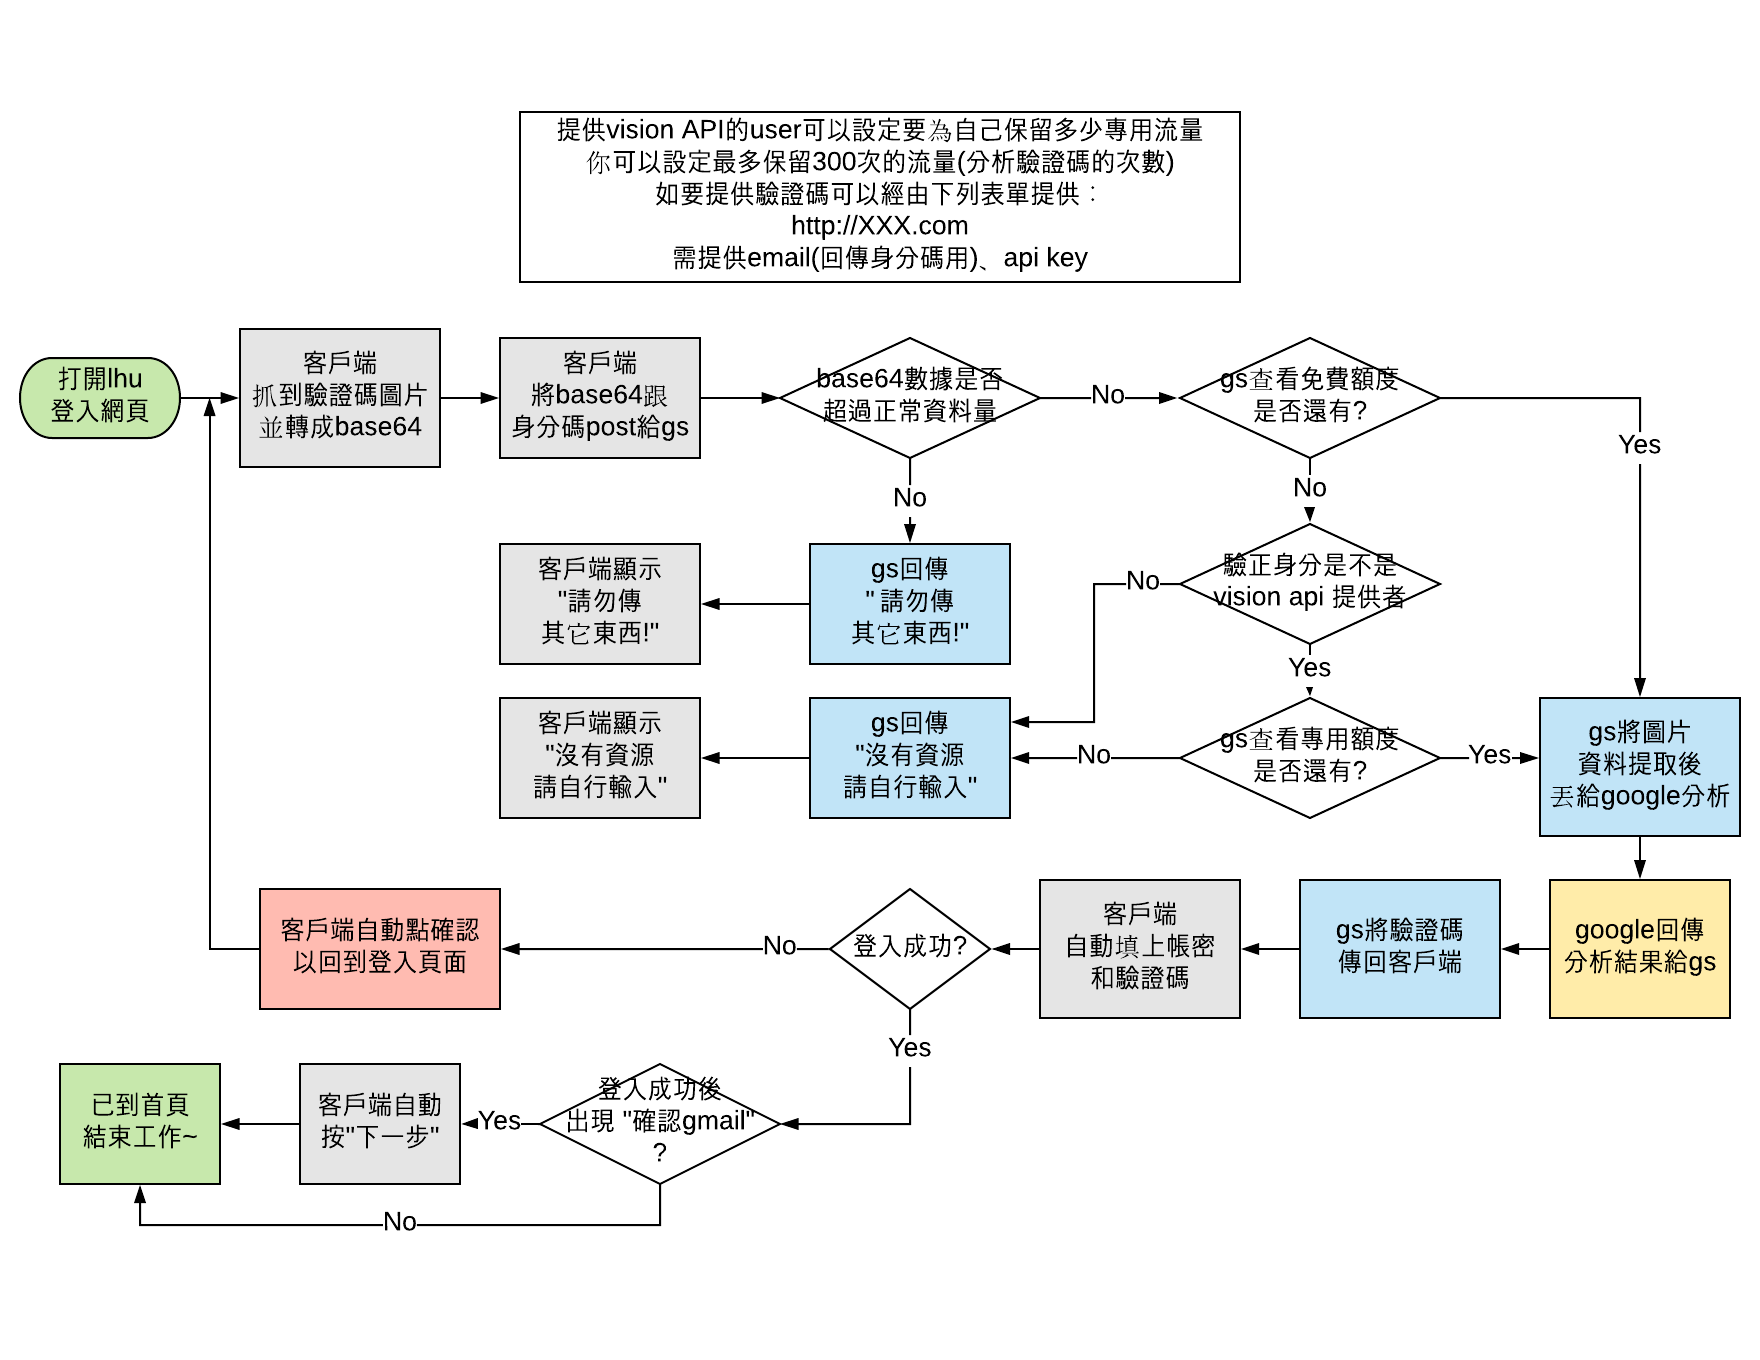 提供vision API的user可以設定要為自己保留多少專用流量
你可以設定最多保留300次的流量(分析驗證碼的次數)
如要提供驗證碼可以經由下列表單提供：
http://XXX.com
需提供email(回傳身分碼用)、api key
打開lhu
登入網頁
客戶端
抓到驗證碼圖片
並轉成base64
客戶端
將base64跟
身分碼post給gs
base64數據是否
超過正常資料量
No
gs查看免費額度
是否還有?
Yes
No
No
客戶端顯示
"請勿傳
其它東西!"
gs回傳
" 請勿傳
其它東西!"
No
驗正身分是不是
vision api 提供者
Yes
客戶端顯示
"沒有資源
請自行輸入"
gs回傳
"沒有資源
請自行輸入"
No
gs查看專用額度
是否還有?
Yes
gs將圖片
資料提取後
丟給google分析
客戶端自動點確認
以回到登入頁面
No
登入成功?
客戶端
自動填上帳密
和驗證碼
gs將驗證碼
傳回客戶端
google回傳
分析結果給gs
Yes
已到首頁
結束工作~
客戶端自動
按"下一步"
Yes
登入成功後
出現 "確認gmail"
?
No